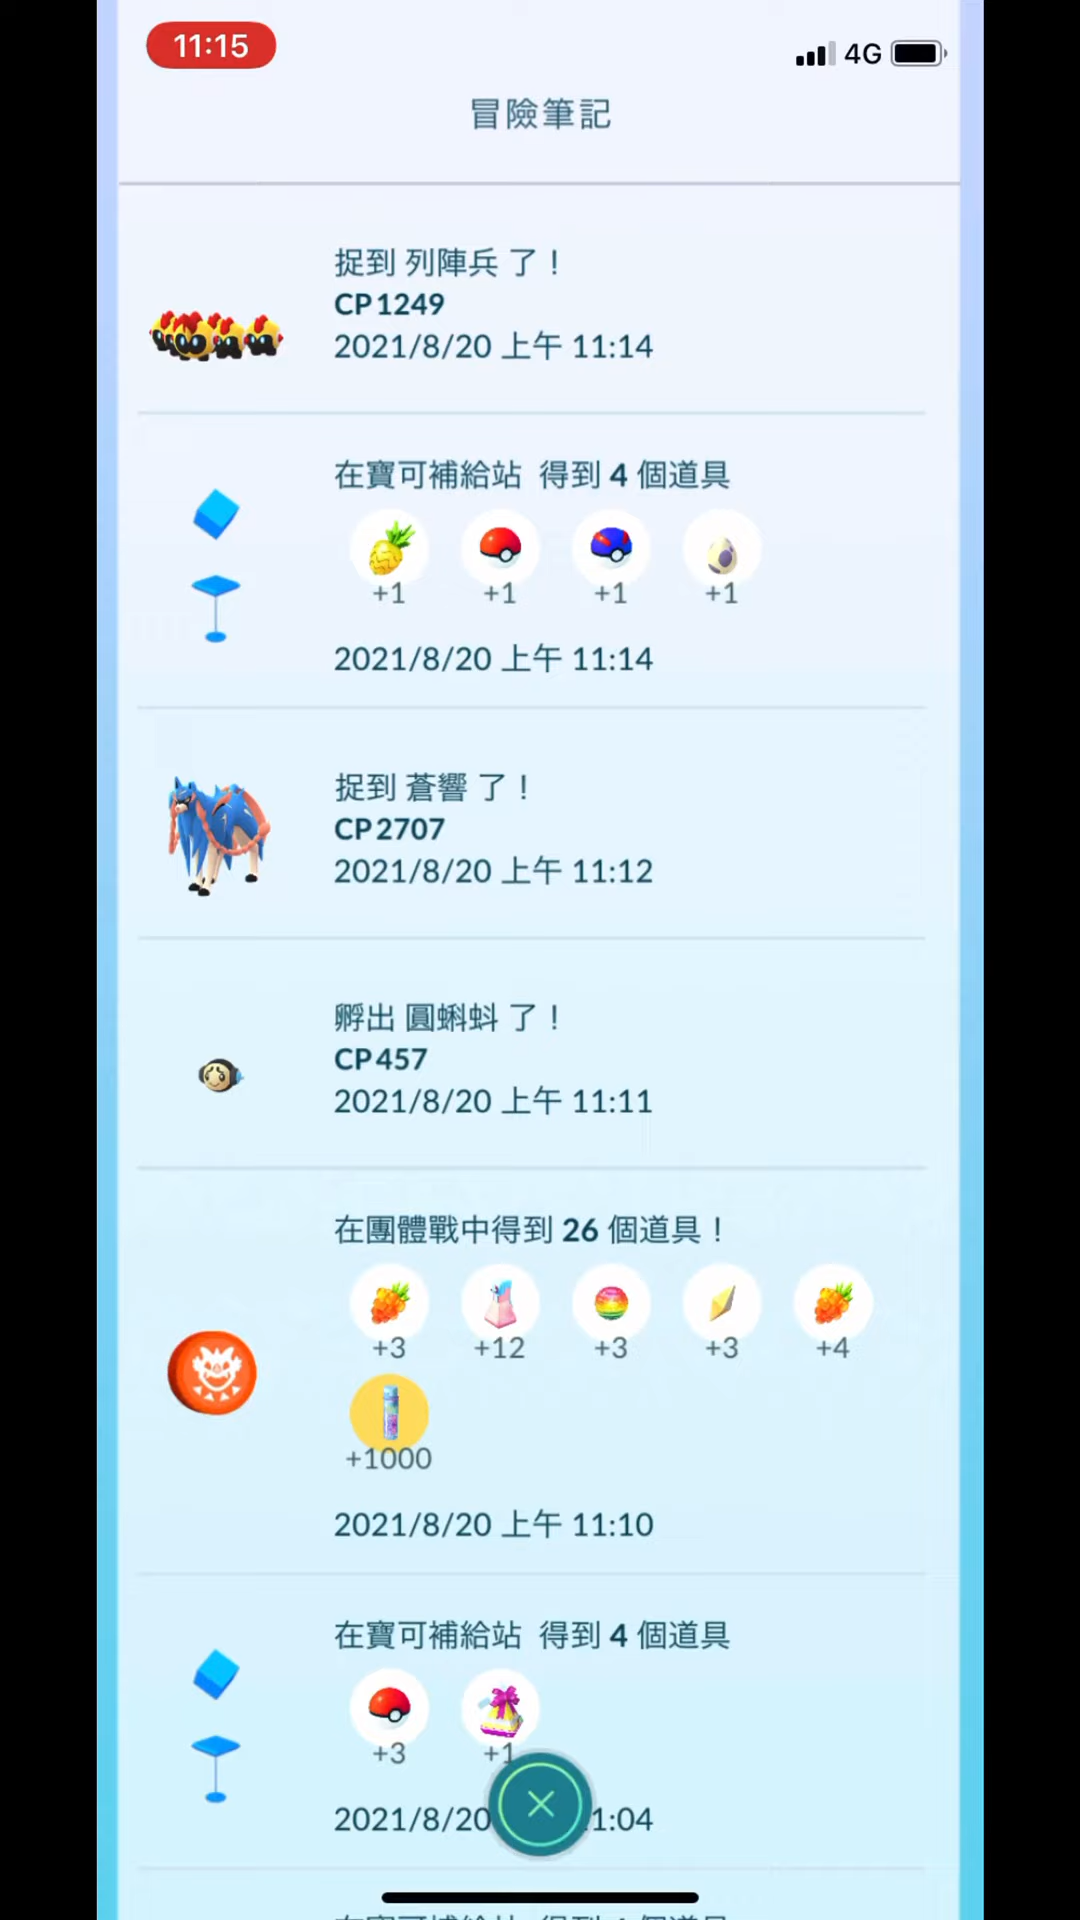 11:15
4G
冒險筆記
捉到 列陣兵 了！
CP1249
2021/8/20 上午 11:14
在寶可補給站 得到 4 個道具
+1 +1 +1 +1
2021/8/20 上午 11:14
捉到 蒼響 了！
CP2707
2021/8/20 上午 11:12
孵出 圓蝌蚪 了！
CP457
2021/8/20 上午 11:11
在團體戰中得到 26 個道具！
+3 +12 +3 +3 +4
+1000
2021/8/20 上午 11:10
在寶可補給站 得到 4 個道具
+3 +1
2021/8/20 1:04